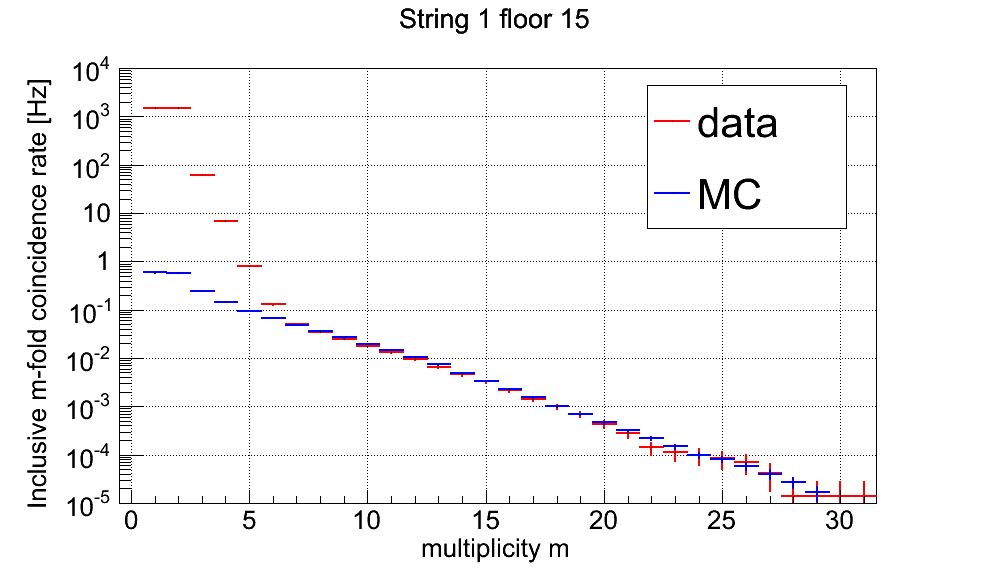 String 1 floor 15
Inclusive m-fold coincidence rate [Hz]
10^4
10^3
10^2
10
1
10^-1
10^-2
10^-3
10^-4
10^-5
data
MC
0 5 10 15 20 25 30
multiplicity m